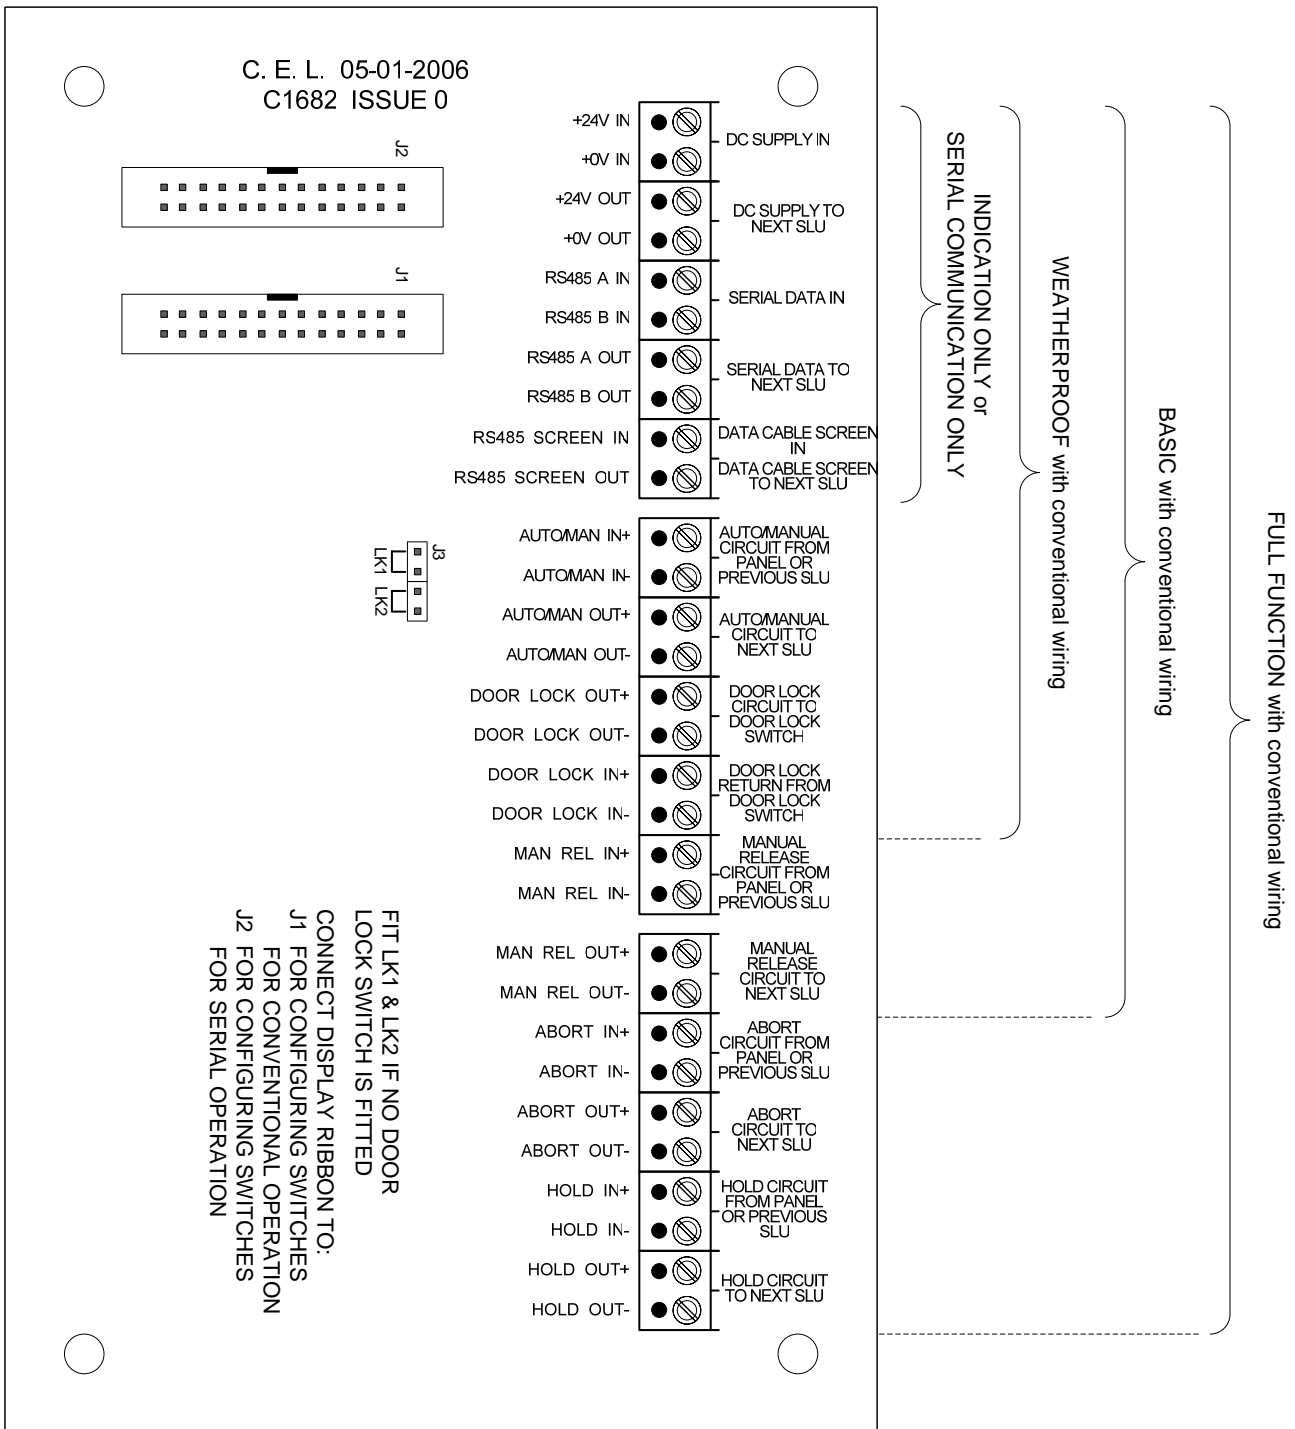 C. E. L. 05-01-2006
C1682 ISSUE 0
J2
J1
+24V IN
+0V IN
DC SUPPLY IN
+24V OUT
+0V OUT
DC SUPPLY TO
NEXT SLU
RS485 A IN
RS485 B IN
SERIAL DATA IN
RS485 A OUT
RS485 B OUT
SERIAL DATA TO
NEXT SLU
RS485 SCREEN IN
DATA CABLE SCREEN
IN
RS485 SCREEN OUT
DATA CABLE SCREEN
TO NEXT SLU
AUTO/MAN IN+
AUTO/MAN IN-
AUTO/MANUAL
CIRCUIT FROM
PANEL OR
PREVIOUS SLU
AUTO/MAN OUT+
AUTO/MAN OUT-
AUTO/MANUAL
CIRCUIT TO
NEXT SLU
DOOR LOCK OUT+
DOOR LOCK OUT-
DOOR LOCK
CIRCUIT TO
DOOR LOCK
SWITCH
DOOR LOCK IN+
DOOR LOCK IN-
DOOR LOCK
RETURN FROM
DOOR LOCK
SWITCH
MAN REL IN+
MAN REL IN-
MANUAL
RELEASE
CIRCUIT FROM
PANEL OR
PREVIOUS SLU
MAN REL OUT+
MAN REL OUT-
MANUAL
RELEASE
CIRCUIT TO
NEXT SLU
ABORT IN+
ABORT IN-
ABORT
CIRCUIT FROM
PANEL OR
PREVIOUS SLU
ABORT OUT+
ABORT OUT-
ABORT
CIRCUIT TO
NEXT SLU
HOLD IN+
HOLD IN-
HOLD CIRCUIT
FROM PANEL
OR PREVIOUS
SLU
HOLD OUT+
HOLD OUT-
HOLD CIRCUIT
TO NEXT SLU
J3
LK1
LK2
FIT LK1 & LK2 IF NO DOOR
LOCK SWITCH IS FITTED
CONNECT DISPLAY RIBBON TO:
J1 FOR CONFIGURING SWITCHES
FOR CONVENTIONAL OPERATION
J2 FOR CONFIGURING SWITCHES
FOR SERIAL OPERATION
INDICATION ONLY or
SERIAL COMMUNICATION ONLY
WEATHERPROOF with conventional wiring
BASIC with conventional wiring
FULL FUNCTION with conventional wiring